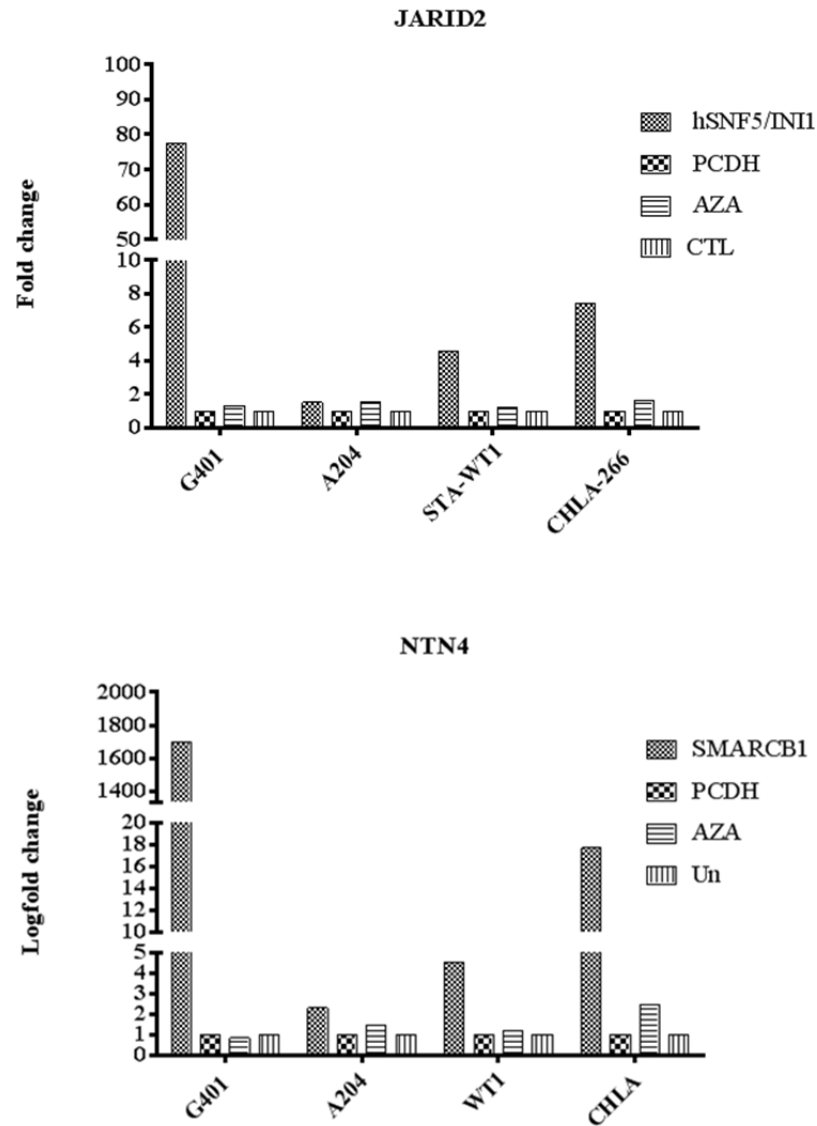 JARID2
Fold change
100
90
80
70
60
50
10
8
6
4
2
0
G401
A204
STA-WT1
CHLA-266
hSNF5/INI1
PCDH
AZA
CTL
NTN4
Logfold change
2000
1800
1600
1400
20
18
16
14
12
10
5
4
3
2
1
0
G401
A204
WT1
CHLA
SMARCB1
PCDH
AZA
Un